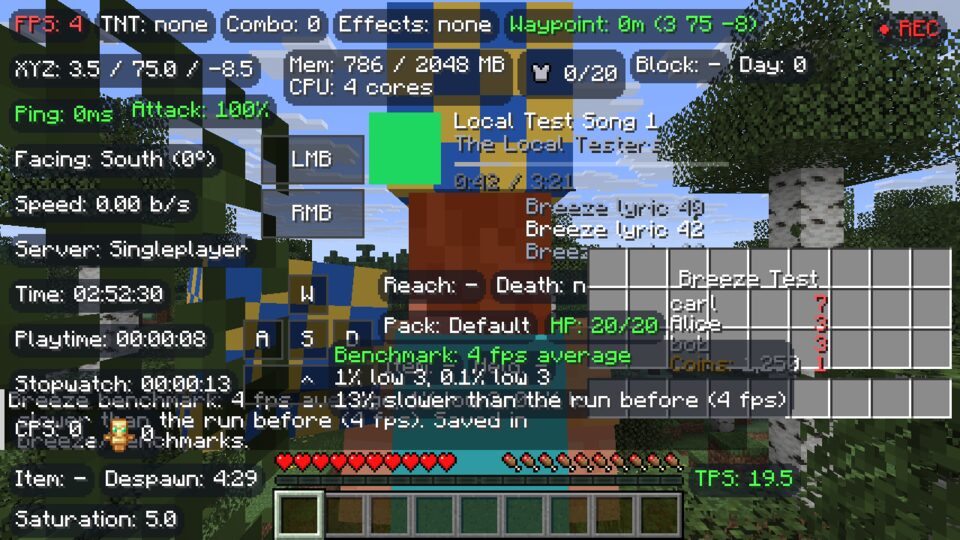 FPS: 4 TNT: none Combo: 0 Effects: none Waypoint: 0m (3 75 -8) REC
XYZ: 3.5 / 75.0 / -8.5 Mem: 786 / 2048 MB 0/20 Block: - Day: 0
CPU: 4 cores
Ping: 0ms Attack: 100%
Local Test Song 1
The Local Testers
Facing: South (0°) LMB
0:42 / 3:21
Speed: 0.00 b/s RMB
Breeze lyric
Breeze lyric 42
Server: Singleplayer Breeze
Breeze Test
Time: 02:52:30 W Reach: - Death: n
carl 7
Alice 3
bob 3
Coins: 1,250 1
Playtime: 00:00:08 A S D Pack: Default HP: 20/20
Benchmark: 4 fps average
1% low 3, 0.1% low 3
13% slower than the run before (4 fps)
Stopwatch: 00:00:13
Breeze benchmark: 4 fps
than the run before (4 fps). Saved in
CPS: 0 0
Item: - Despawn: 4:29 TPS: 19.5
Saturation: 5.0